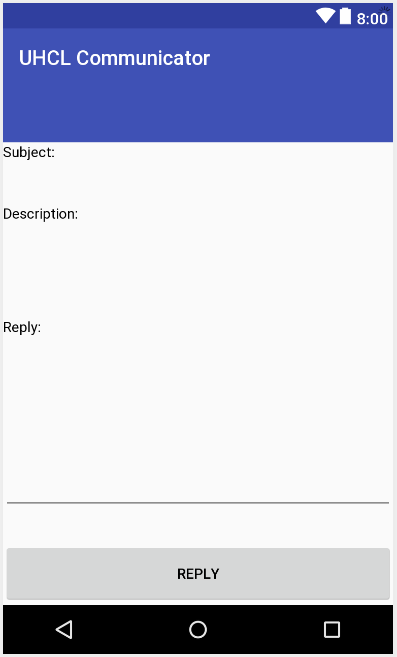 8:00
UHCL Communicator
Subject:
Description:
Reply:
REPLY